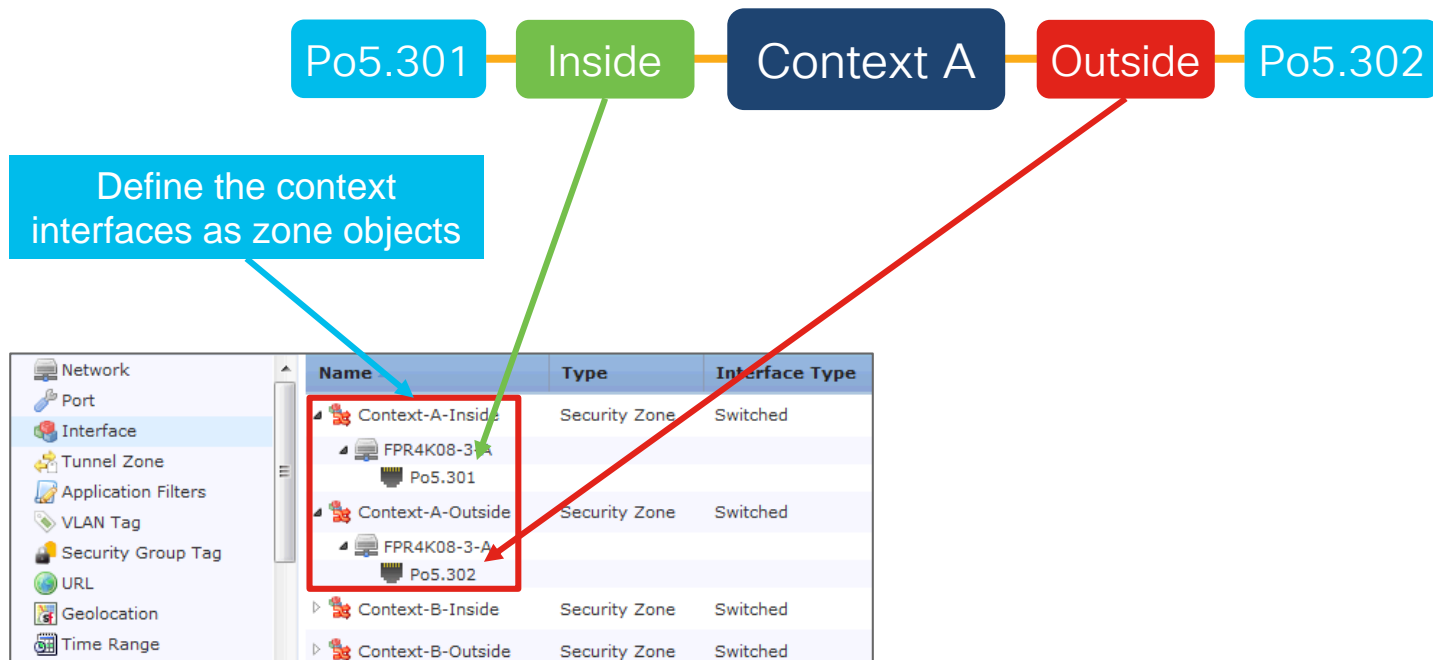 Po5.301 Inside Context A Outside Po5.302
Define the context
interfaces as zone objects
Network
Port
Interface
Tunnel Zone
Application Filters
VLAN Tag
Security Group Tag
URL
Geolocation
Time Range
Name Type Interface Type
Context-A-Inside Security Zone Switched
FPR4K08-3-A
Po5.301
Context-A-Outside Security Zone Switched
FPR4K08-3-A
Po5.302
Context-B-Inside Security Zone Switched
Context-B-Outside Security Zone Switched